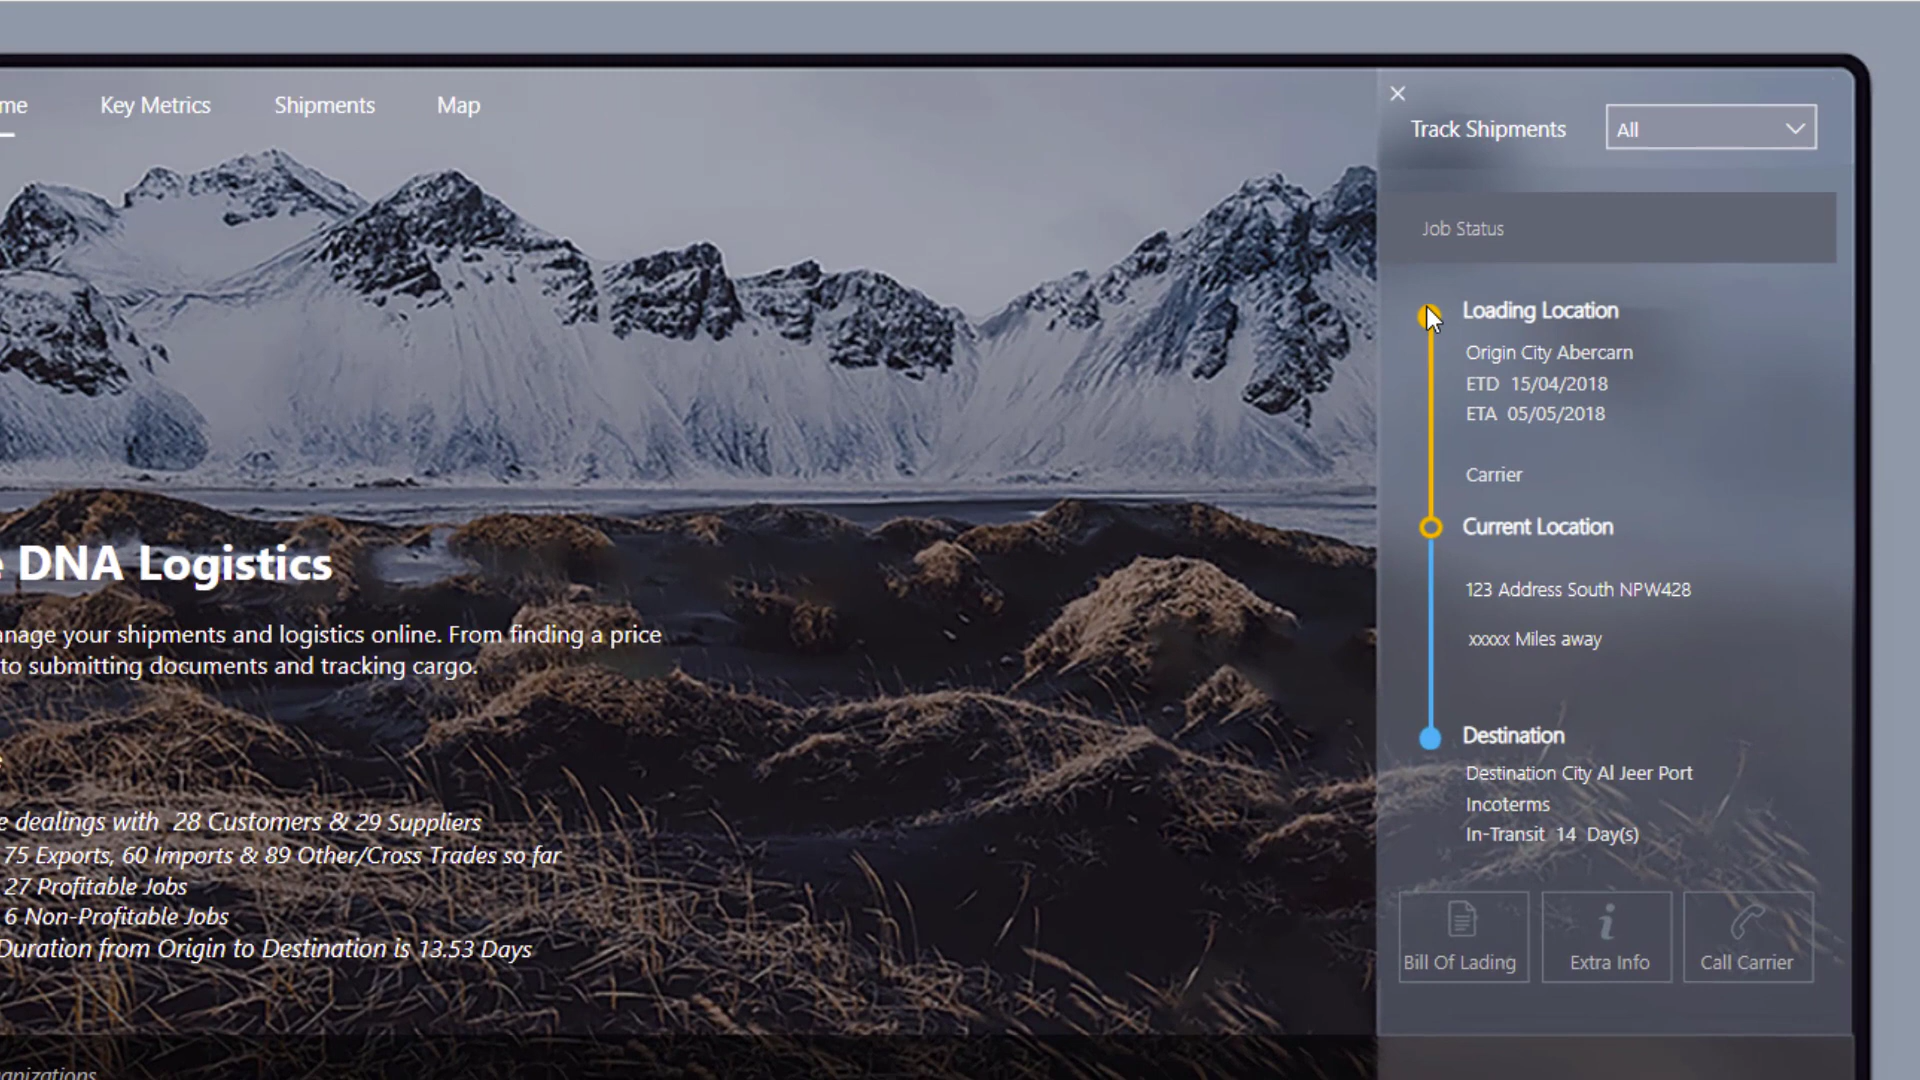 me Key Metrics Shipments Map
Track Shipments All
Job Status
Loading Location
Origin City Abercarn
ETD 15/04/2018
ETA 05/05/2018
Carrier
Current Location
123 Address South NPW428
xxxxx Miles away
Destination
Destination City Al Jeer Port
Incoterms
In-Transit 14 Day(s)
Bill Of Lading Extra Info Call Carrier
e DNA Logistics
anage your shipments and logistics online. From finding a price
to submitting documents and tracking cargo.
e dealings with 28 Customers & 29 Suppliers
75 Exports, 60 Imports & 89 Other/Cross Trades so far
27 Profitable Jobs
6 Non-Profitable Jobs
Duration from Origin to Destination is 13.53 Days
anizations